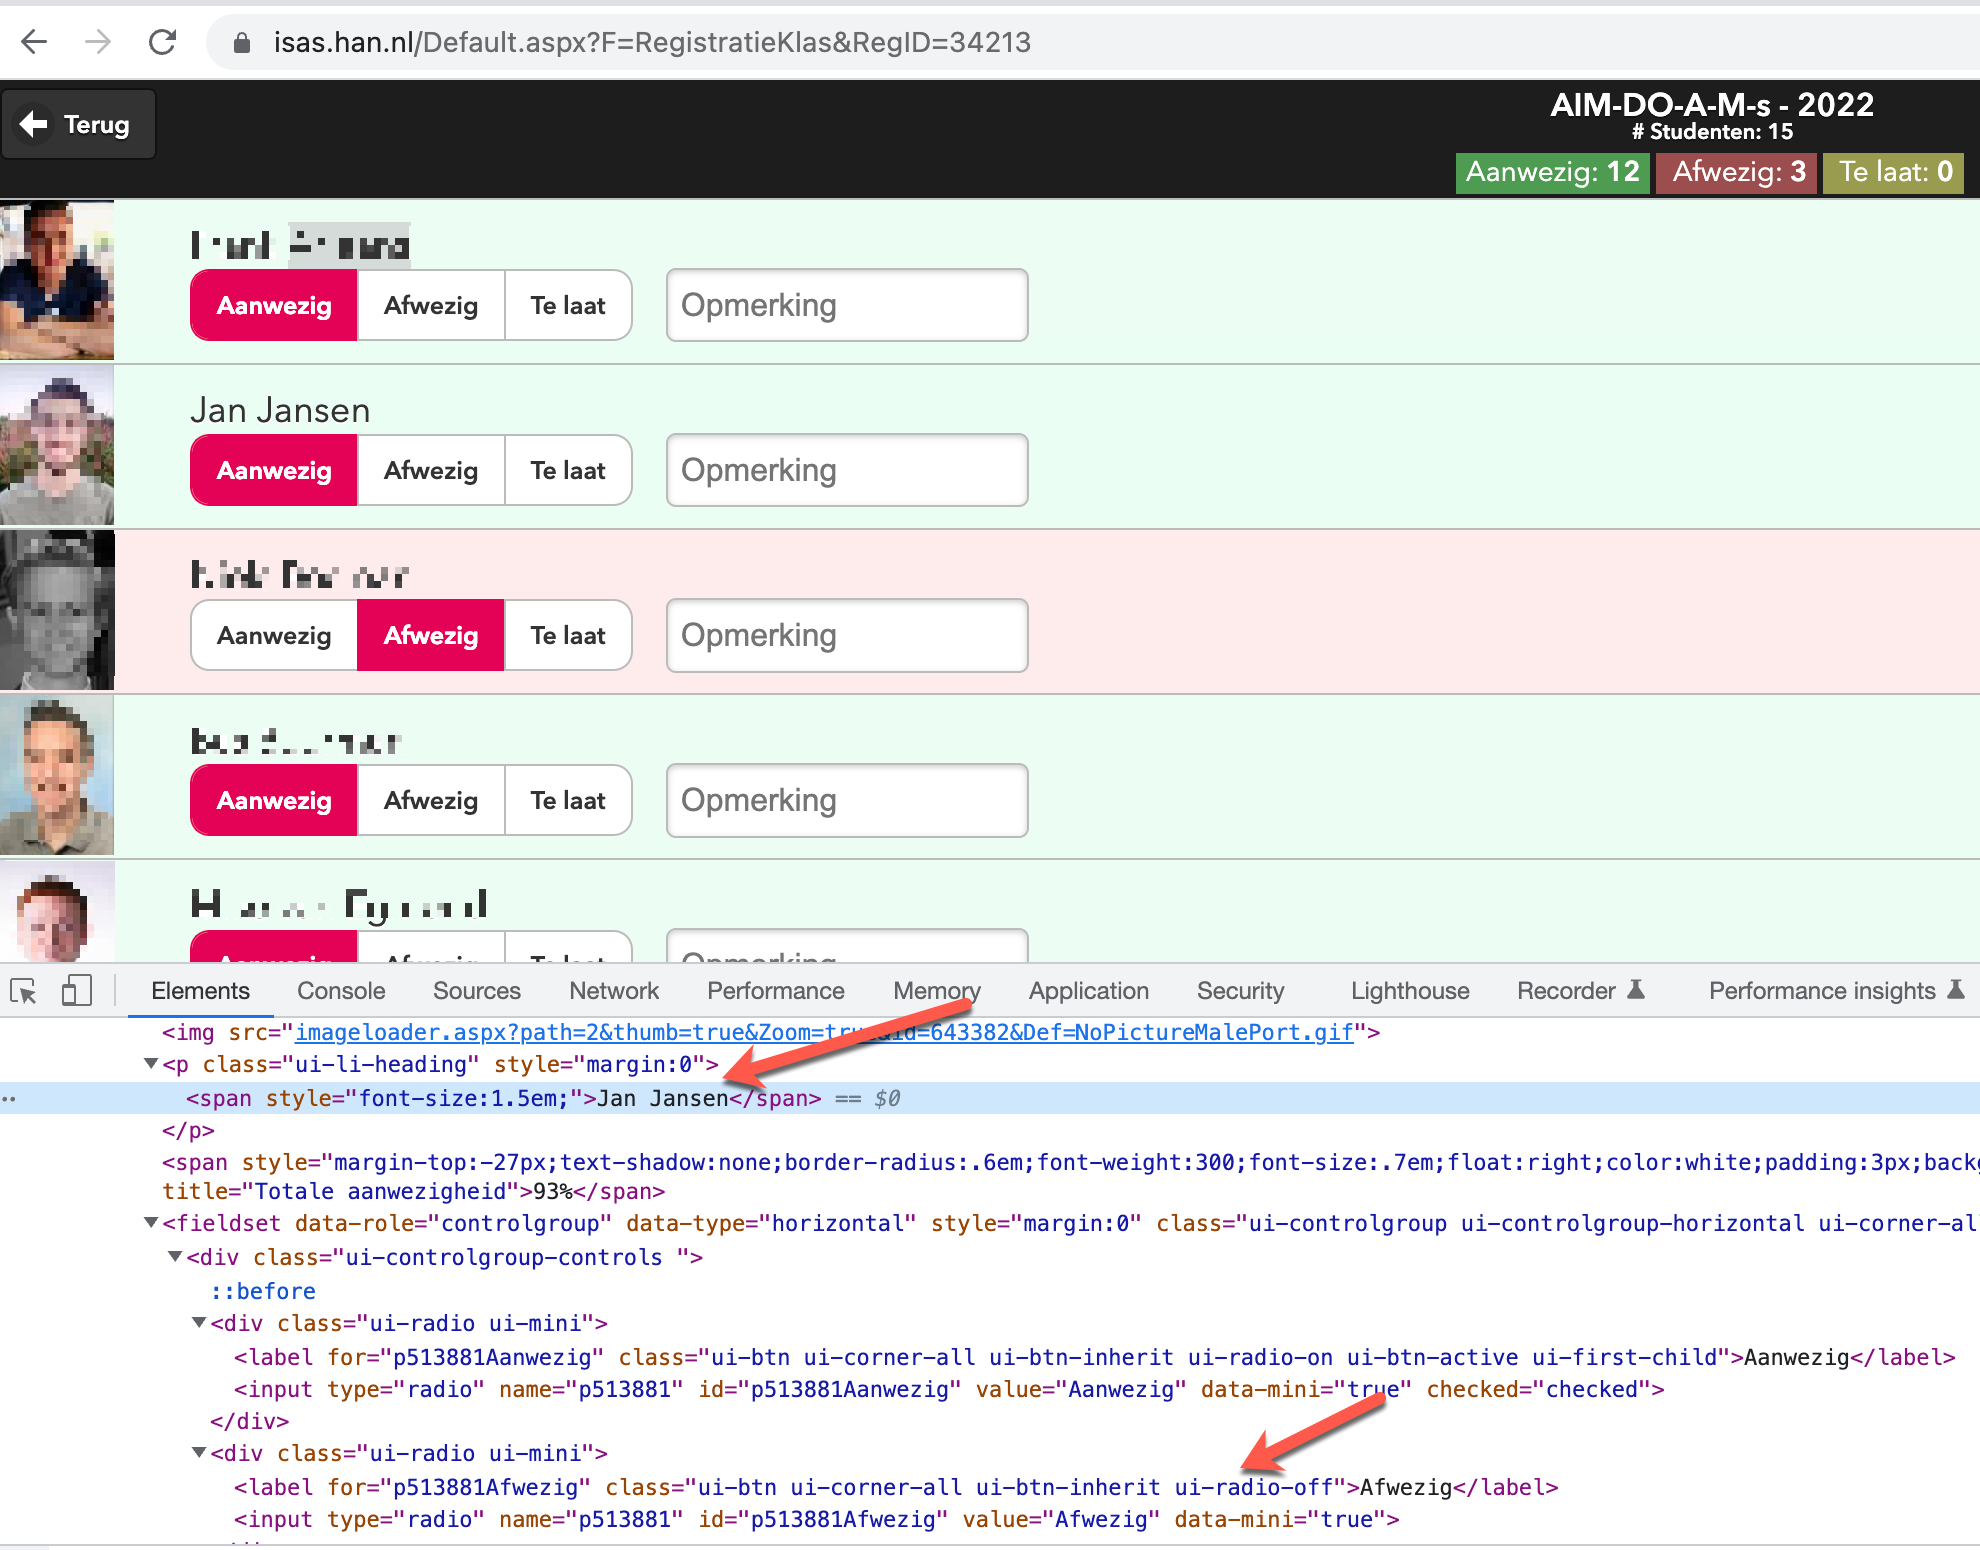 isas.han.nl/Default.aspx?F=RegistratieKlas&RegID=34213
Terug
AIM-DO-A-M-s - 2022
# Studenten: 15
Aanwezig: 12 Afwezig: 3 Te laat: 0
Aanwezig Afwezig Te laat Opmerking
Jan Jansen
Aanwezig Afwezig Te laat Opmerking
Aanwezig Afwezig Te laat Opmerking
Aanwezig Afwezig Te laat Opmerking
Aanwezig Afwezig Te laat Opmerking
Elements Console Sources Network Performance Memory Application Security Lighthouse Recorder Performance insights
<img src="imageloader.aspx?path=2&thumb=true&Zoom=true&id=643382&Def=NoPictureMalePort.gif">
<p class="ui-li-heading" style="margin:0">
<span style="font-size:1.5em;">Jan Jansen</span> == $0
</p>
<span style="margin-top:-27px;text-shadow:none;border-radius:.6em;font-weight:300;font-size:.7em;float:right;color:white;padding:3px;backg
title="Totale aanwezigheid">93%</span>
<fieldset data-role="controlgroup" data-type="horizontal" style="margin:0" class="ui-controlgroup ui-controlgroup-horizontal ui-corner-all
<div class="ui-controlgroup-controls ">
::before
<div class="ui-radio ui-mini">
<label for="p513881Aanwezig" class="ui-btn ui-corner-all ui-btn-inherit ui-radio-on ui-btn-active ui-first-child">Aanwezig</label>
<input type="radio" name="p513881" id="p513881Aanwezig" value="Aanwezig" data-mini="true" checked="checked">
</div>
<div class="ui-radio ui-mini">
<label for="p513881Afwezig" class="ui-btn ui-corner-all ui-btn-inherit ui-radio-off">Afwezig</label>
<input type="radio" name="p513881" id="p513881Afwezig" value="Afwezig" data-mini="true">